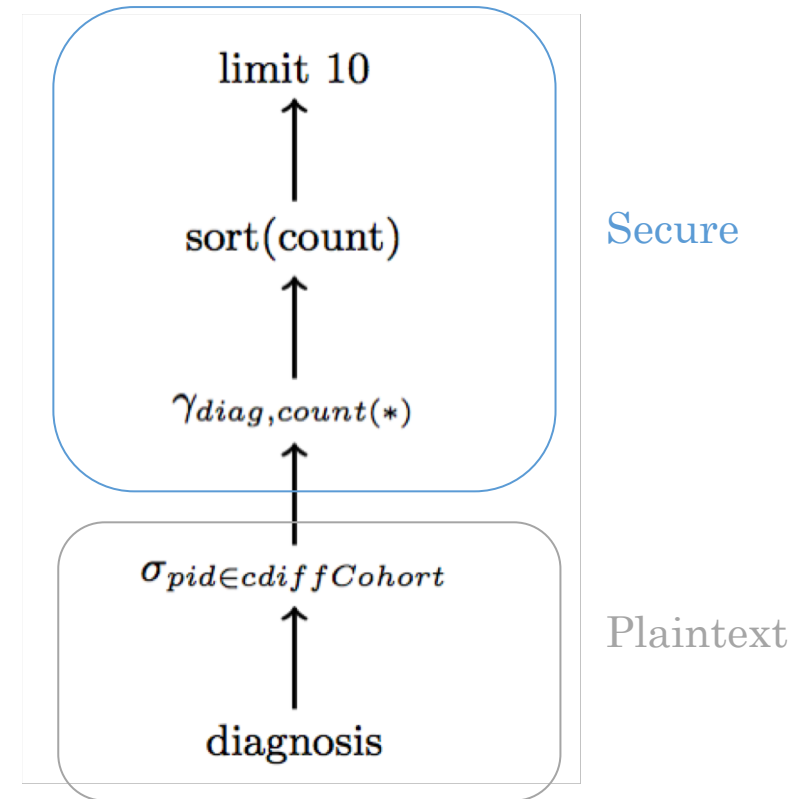 limit 10
sort(count)
Secure
γdiag,count(∗)
σpid∈cdiffCohort
Plaintext
diagnosis